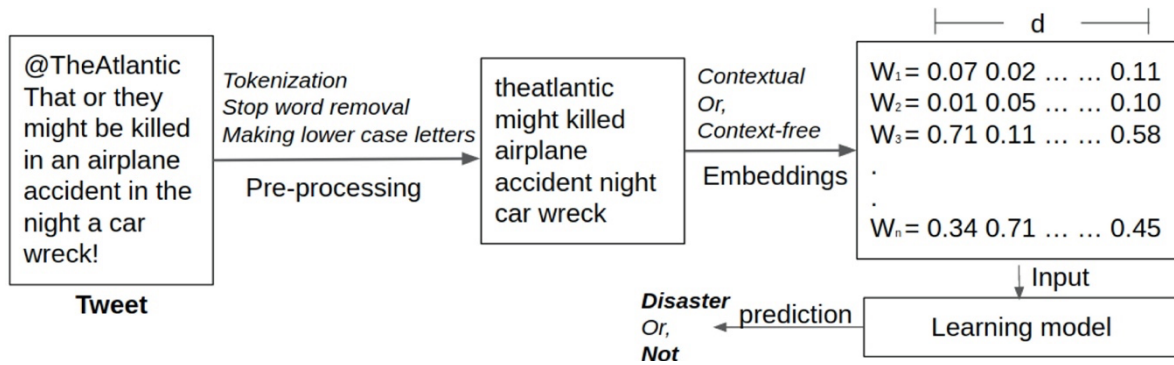 @TheAtlantic
That or they
might be killed
in an airplane
accident in the
night a car
wreck!
Tweet
Tokenization
Stop word removal
Making lower case letters
Pre-processing
theatlantic
might killed
airplane
accident night
car wreck
Contextual
Or,
Context-free
Embeddings
d
W₁ = 0.07 0.02 ... ... 0.11
W₂ = 0.01 0.05 ... ... 0.10
W₃ = 0.71 0.11 ... ... 0.58
.
.
Wₙ = 0.34 0.71 ... ... 0.45
Input
Learning model
prediction
Disaster
Or,
Not